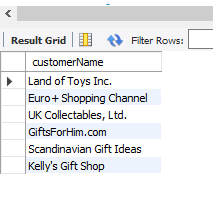 Result Grid Filter Rows:
customerName
Land of Toys Inc.
Euro+ Shopping Channel
UK Collectables, Ltd.
GiftsForHim.com
Scandinavian Gift Ideas
Kelly's Gift Shop